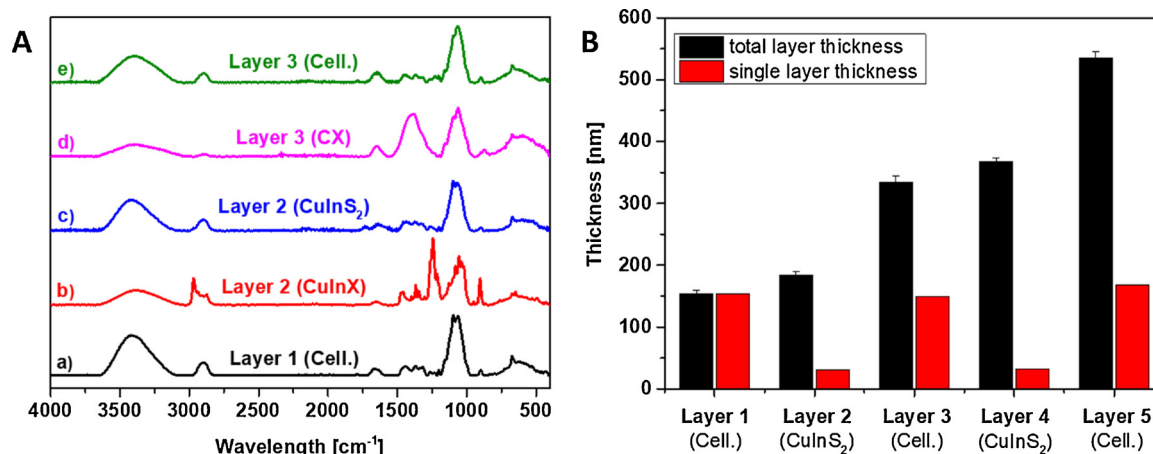 A
e)
Layer 3 (Cell.)
d)
Layer 3 (CX)
c)
Layer 2 (CuInS2)
b)
Layer 2 (CuInX)
a)
Layer 1 (Cell.)
4000 3500 3000 2500 2000 1500 1000 500
Wavelength [cm-1]
B
total layer thickness
single layer thickness
600
500
400
300
200
100
0
Thickness [nm]
Layer 1 Layer 2 Layer 3 Layer 4 Layer 5
(Cell.) (CuInS2) (Cell.) (CuInS2) (Cell.)